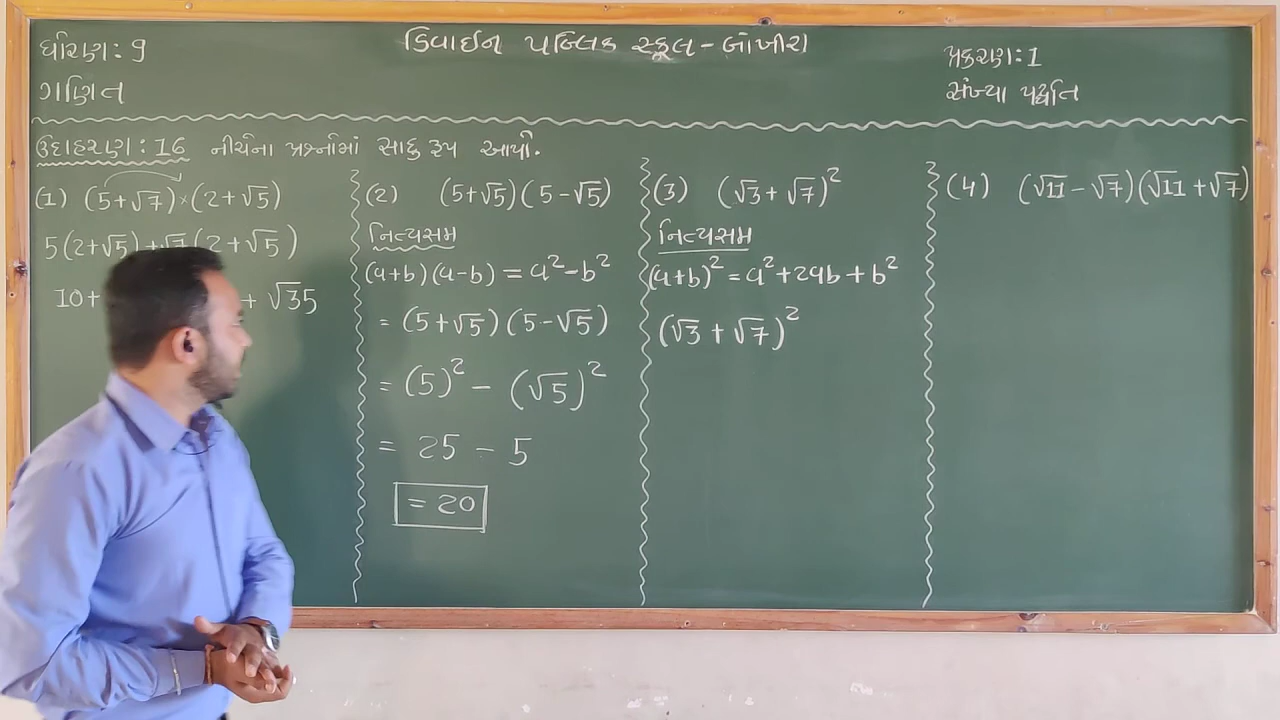 ધોરણ : 9
ડિવાઈન પબ્લિક સ્કૂલ - લાખીરા
પ્રકરણ : 1
ગણિત
સંખ્યા પદ્ધતિ
ઉદાહરણ : 16 નીચેના પ્રશ્નોમાં સાદુ રૂપ આપો.
(1) (5+√7)×(2+√5)
5(2+√5)+√7(2+√5)
10+ + √35
(2) (5+√5)(5-√5)
નિત્યસમ
(a+b)(a-b) = a²-b²
= (5+√5)(5-√5)
= (5)² - (√5)²
= 25 - 5
= 20
(3) (√3+√7)²
નિત્યસમ
(a+b)² = a²+2ab+b²
(√3 + √7)²
(4) (√11 - √7)(√11 + √7)